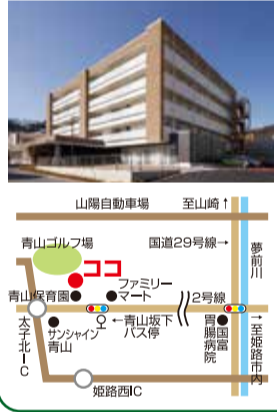 山陽自動車場
至山崎↑
青山ゴルフ場
国道29号線→
夢前川
ココ
青山保育園
ファミリー
マート
2号線
太子北IC
サンシャイン
青山
←青山坂下
バス停
国富
胃腸病院
→至姫路市内
姫路西IC